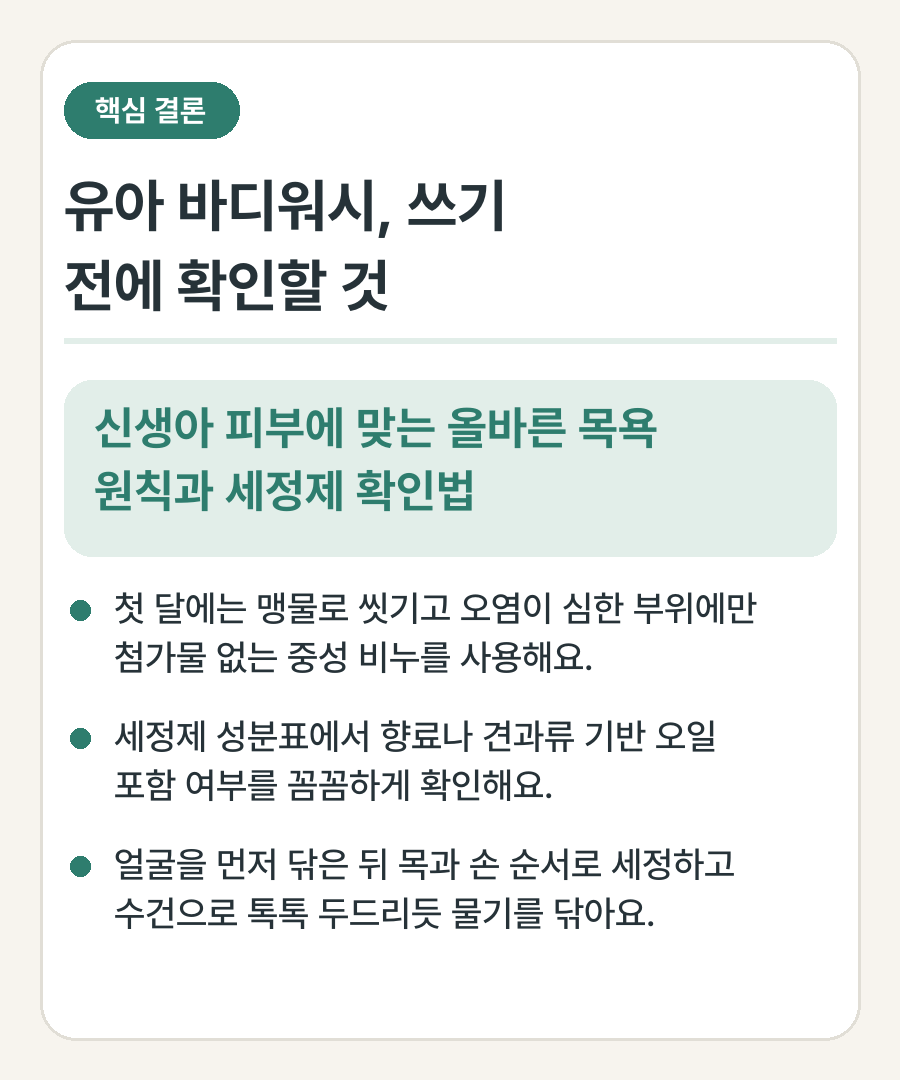 핵심 결론
유아 바디워시, 쓰기
전에 확인할 것
신생아 피부에 맞는 올바른 목욕
원칙과 세정제 확인법
첫 달에는 맹물로 씻기고 오염이 심한 부위에만
첨가물 없는 중성 비누를 사용해요.
세정제 성분표에서 향료나 견과류 기반 오일
포함 여부를 꼼꼼하게 확인해요.
얼굴을 먼저 닦은 뒤 목과 손 순서로 세정하고
수건으로 톡톡 두드리듯 물기를 닦아요.